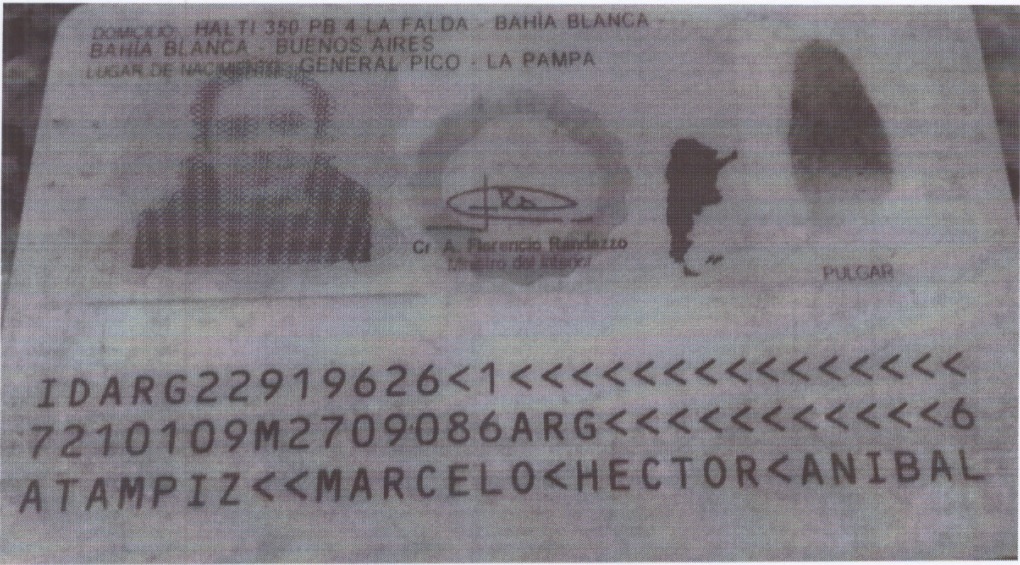 DOMICILIO: HALTI 350 PB 4 LA FALDA - BAHÍA BLANCA -
BAHÍA BLANCA - BUENOS AIRES
LUGAR DE NACIMIENTO: GENERAL PICO - LA PAMPA
Cr A. Florencio Randazzo
Ministro del Interior
PULGAR
IDARG22919626<1<<<<<<<<<<<<<<<
7210109M2709086ARG<<<<<<<<<<<6
ATAMPIZ<<MARCELO<HECTOR<ANIBAL